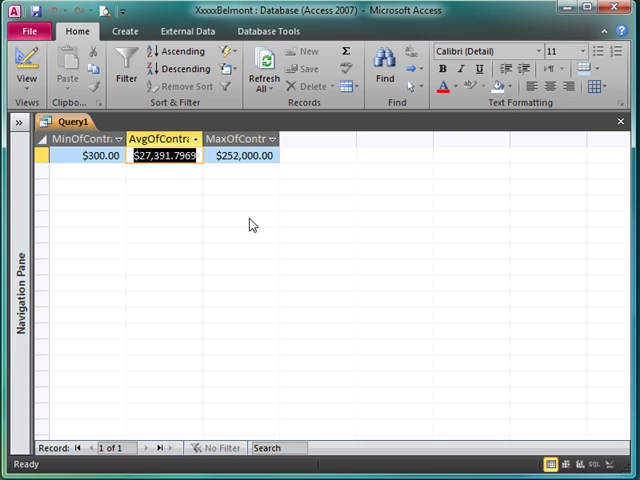 XxxxxBelmont : Database (Access 2007) - Microsoft Access
File Home Create External Data Database Tools
View
Views
Paste
Clipbo...
Filter
Ascending
Descending
Remove Sort
Sort & Filter
Refresh All
New
Save
Delete
Records
Find
Find
Calibri (Detail) 11
B I U
A
Text Formatting
Query1
MinOfContra AvgOfContra MaxOfContr
$300.00 $27,391.7969 $252,000.00
Navigation Pane
Record: 1 of 1 No Filter Search
Ready SQL